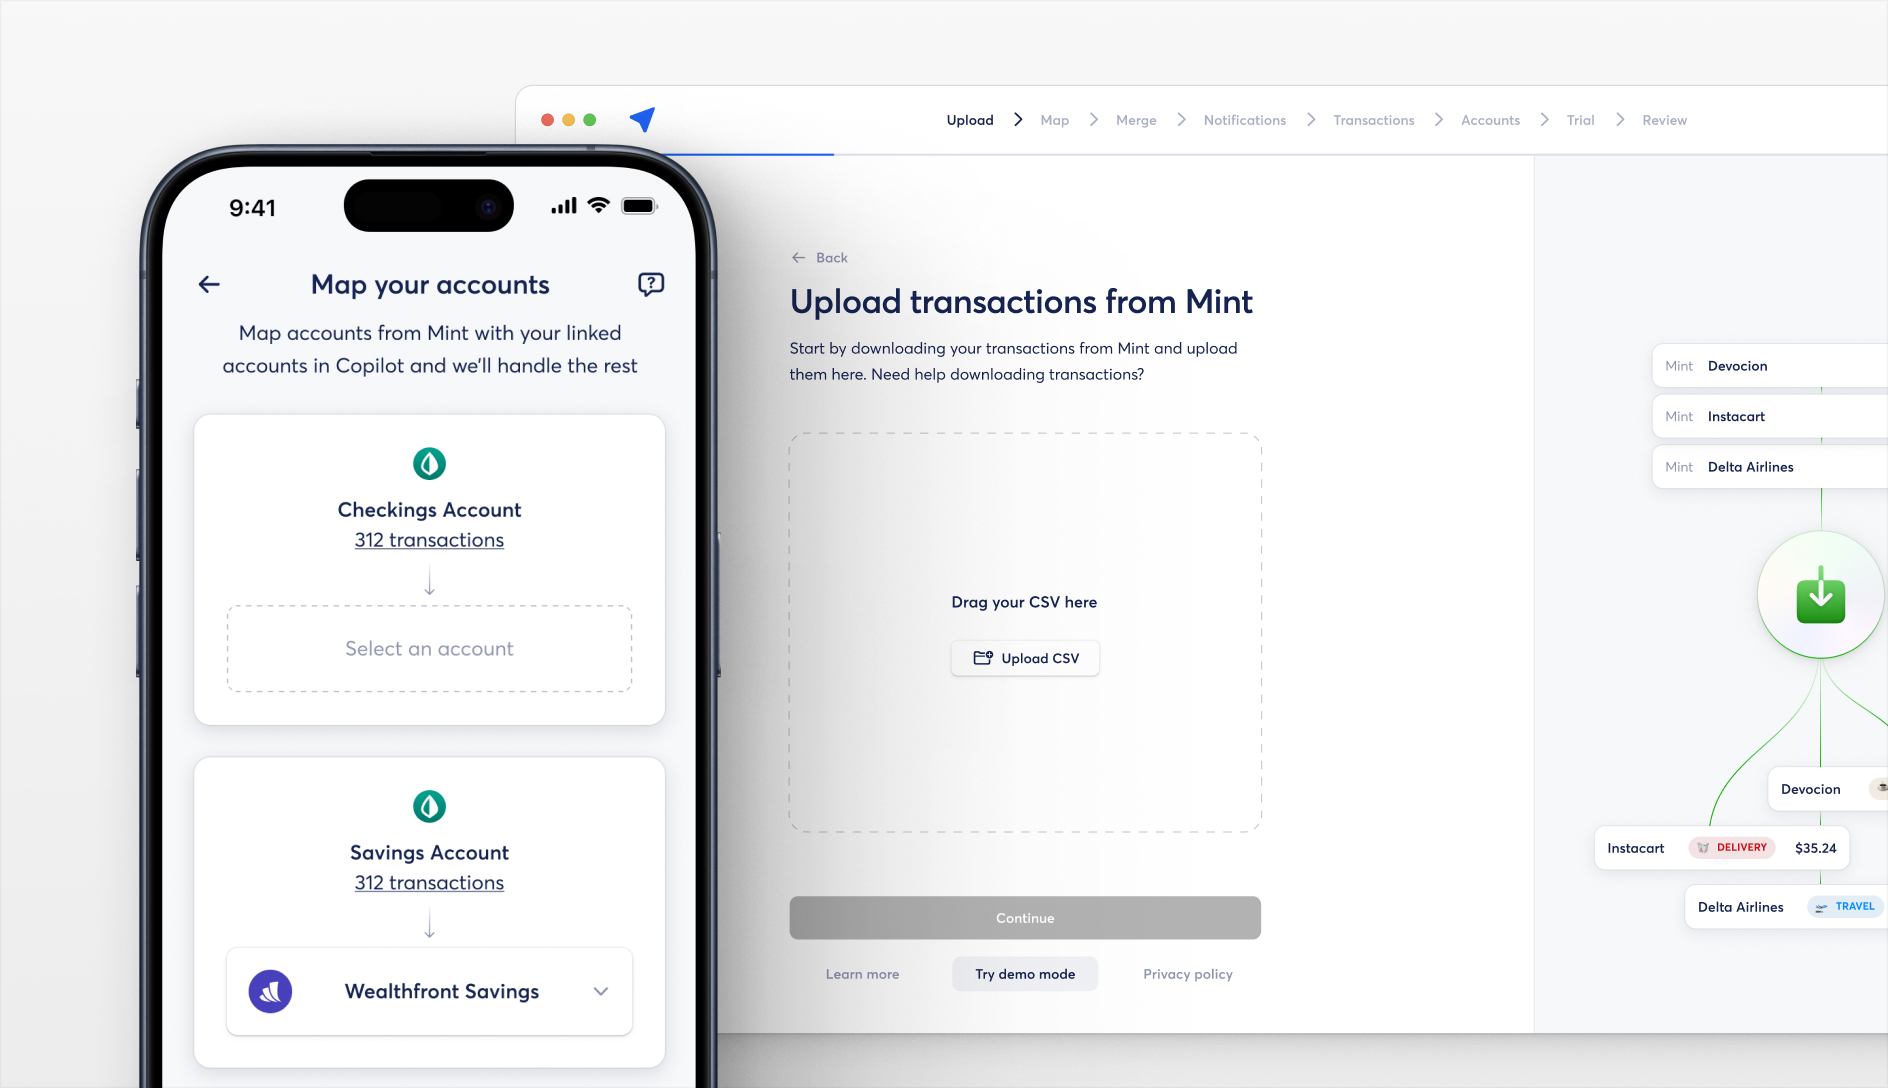 9:41
Map your accounts
Map accounts from Mint with your linked
accounts in Copilot and we'll handle the rest
Checkings Account
312 transactions
Select an account
Savings Account
312 transactions
Wealthfront Savings
Upload
Map
Merge
Notifications
Transactions
Accounts
Trial
Review
Back
Upload transactions from Mint
Start by downloading your transactions from Mint and upload
them here. Need help downloading transactions?
Drag your CSV here
Upload CSV
Continue
Learn more
Try demo mode
Privacy policy
Mint Devocion
Mint Instacart
Mint Delta Airlines
Devocion
Instacart DELIVERY $35.24
Delta Airlines TRAVEL